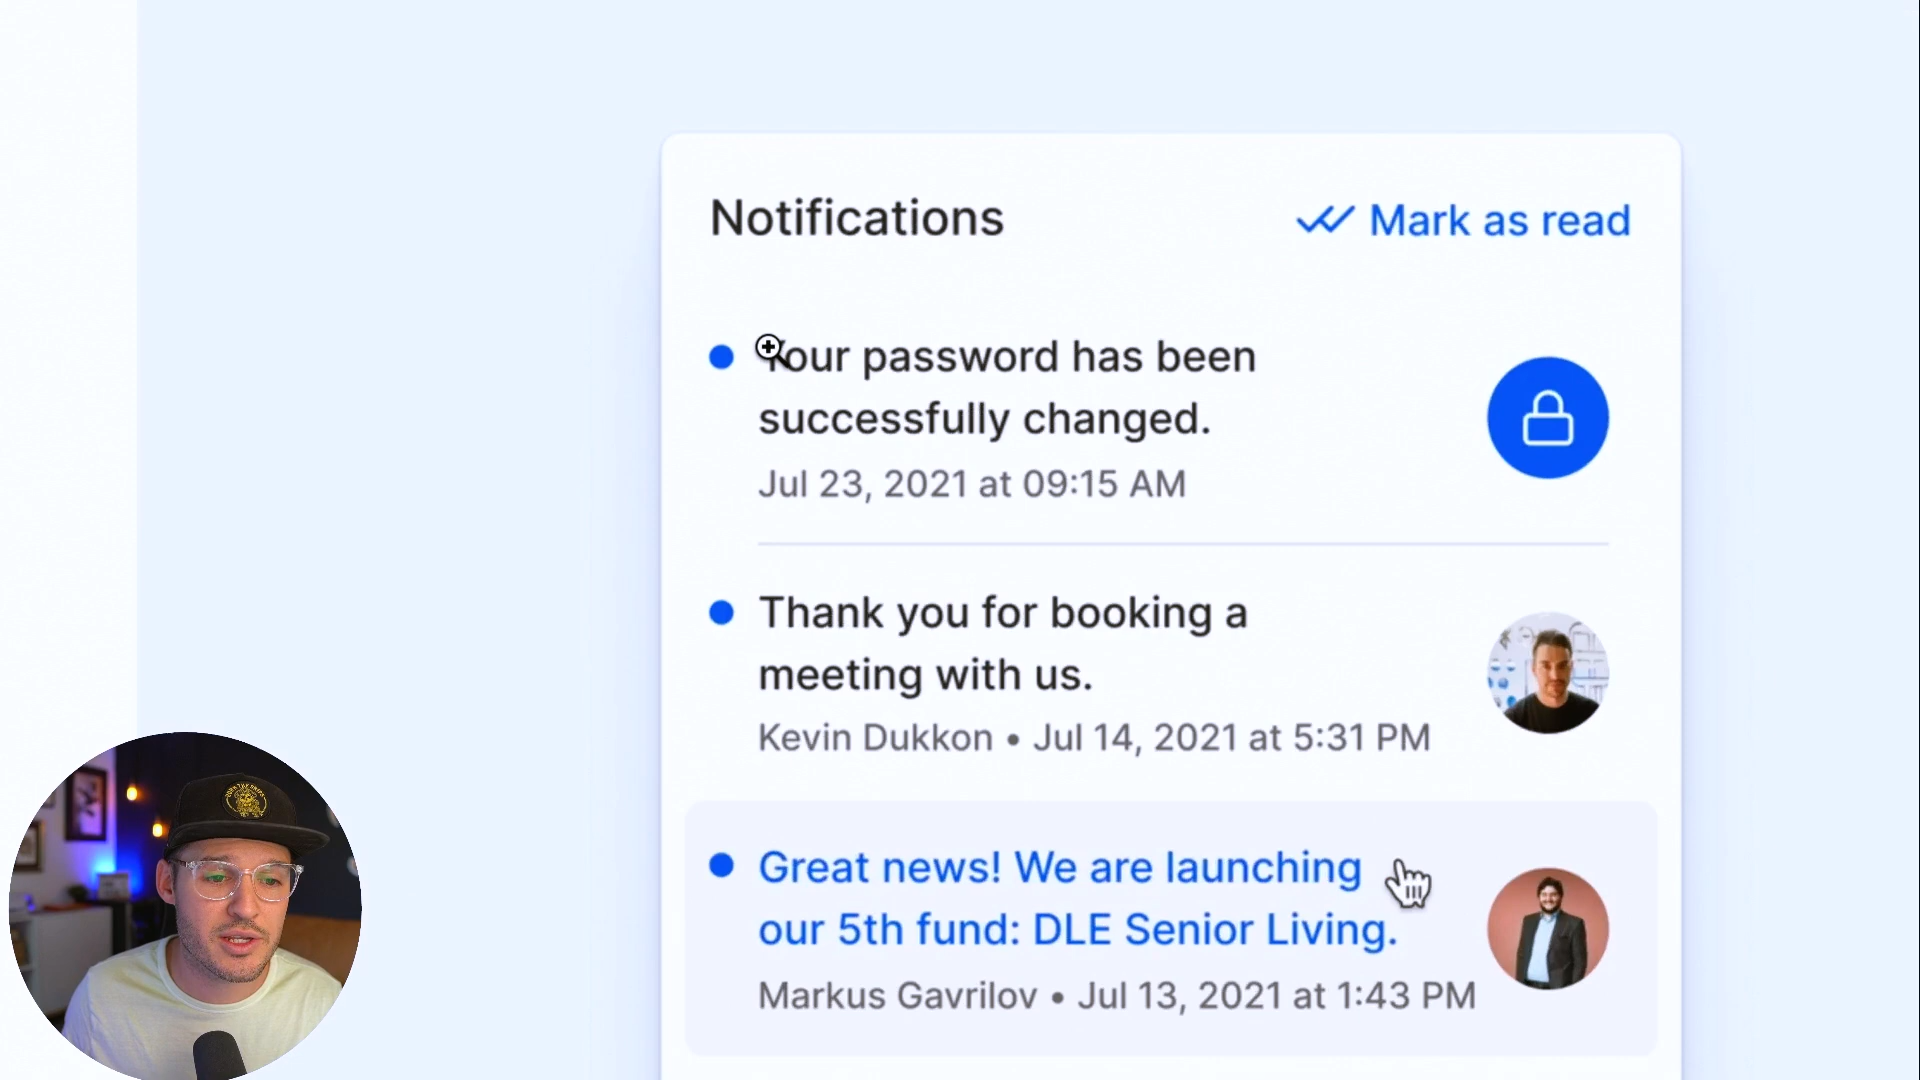 Notifications
Mark as read
Your password has been
successfully changed.
Jul 23, 2021 at 09:15 AM
Thank you for booking a
meeting with us.
Kevin Dukkon • Jul 14, 2021 at 5:31 PM
Great news! We are launching
our 5th fund: DLE Senior Living.
Markus Gavrilov • Jul 13, 2021 at 1:43 PM